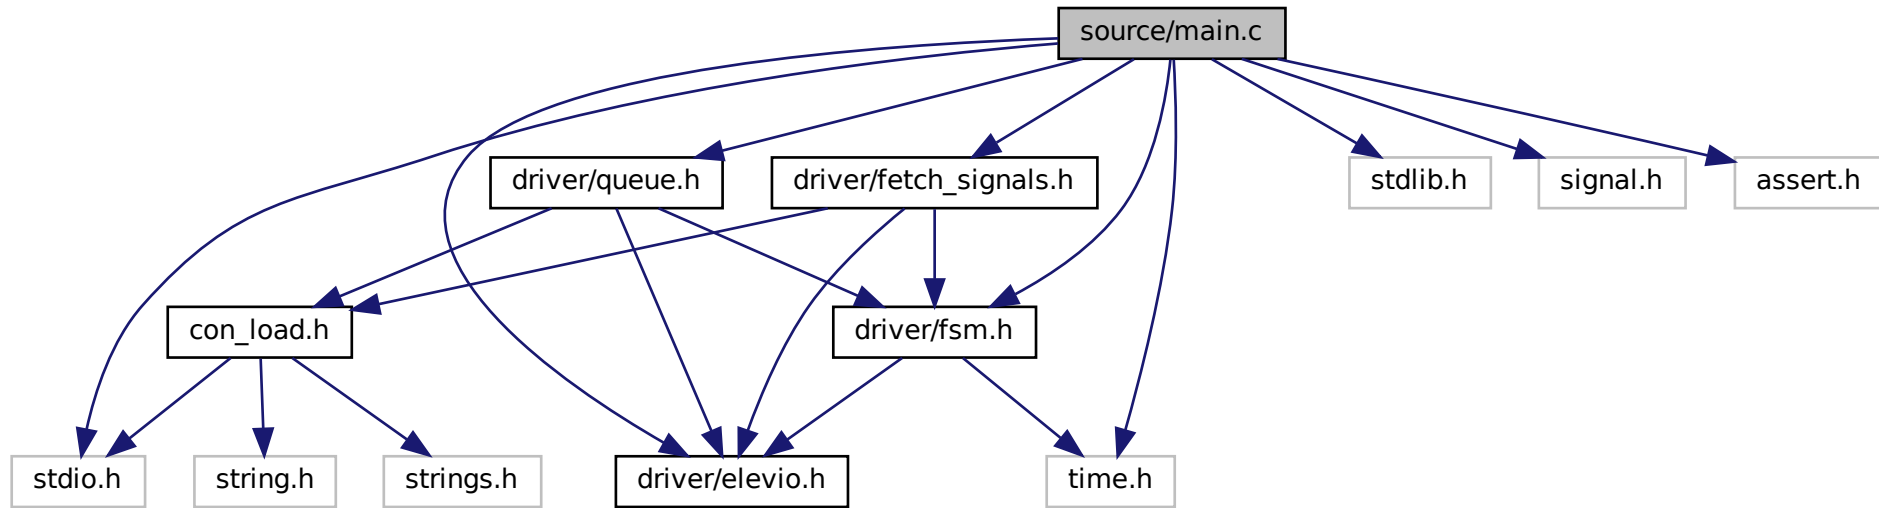 source/main.c
driver/queue.h
driver/fetch_signals.h
stdlib.h
signal.h
assert.h
con_load.h
driver/fsm.h
stdio.h
string.h
strings.h
driver/elevio.h
time.h